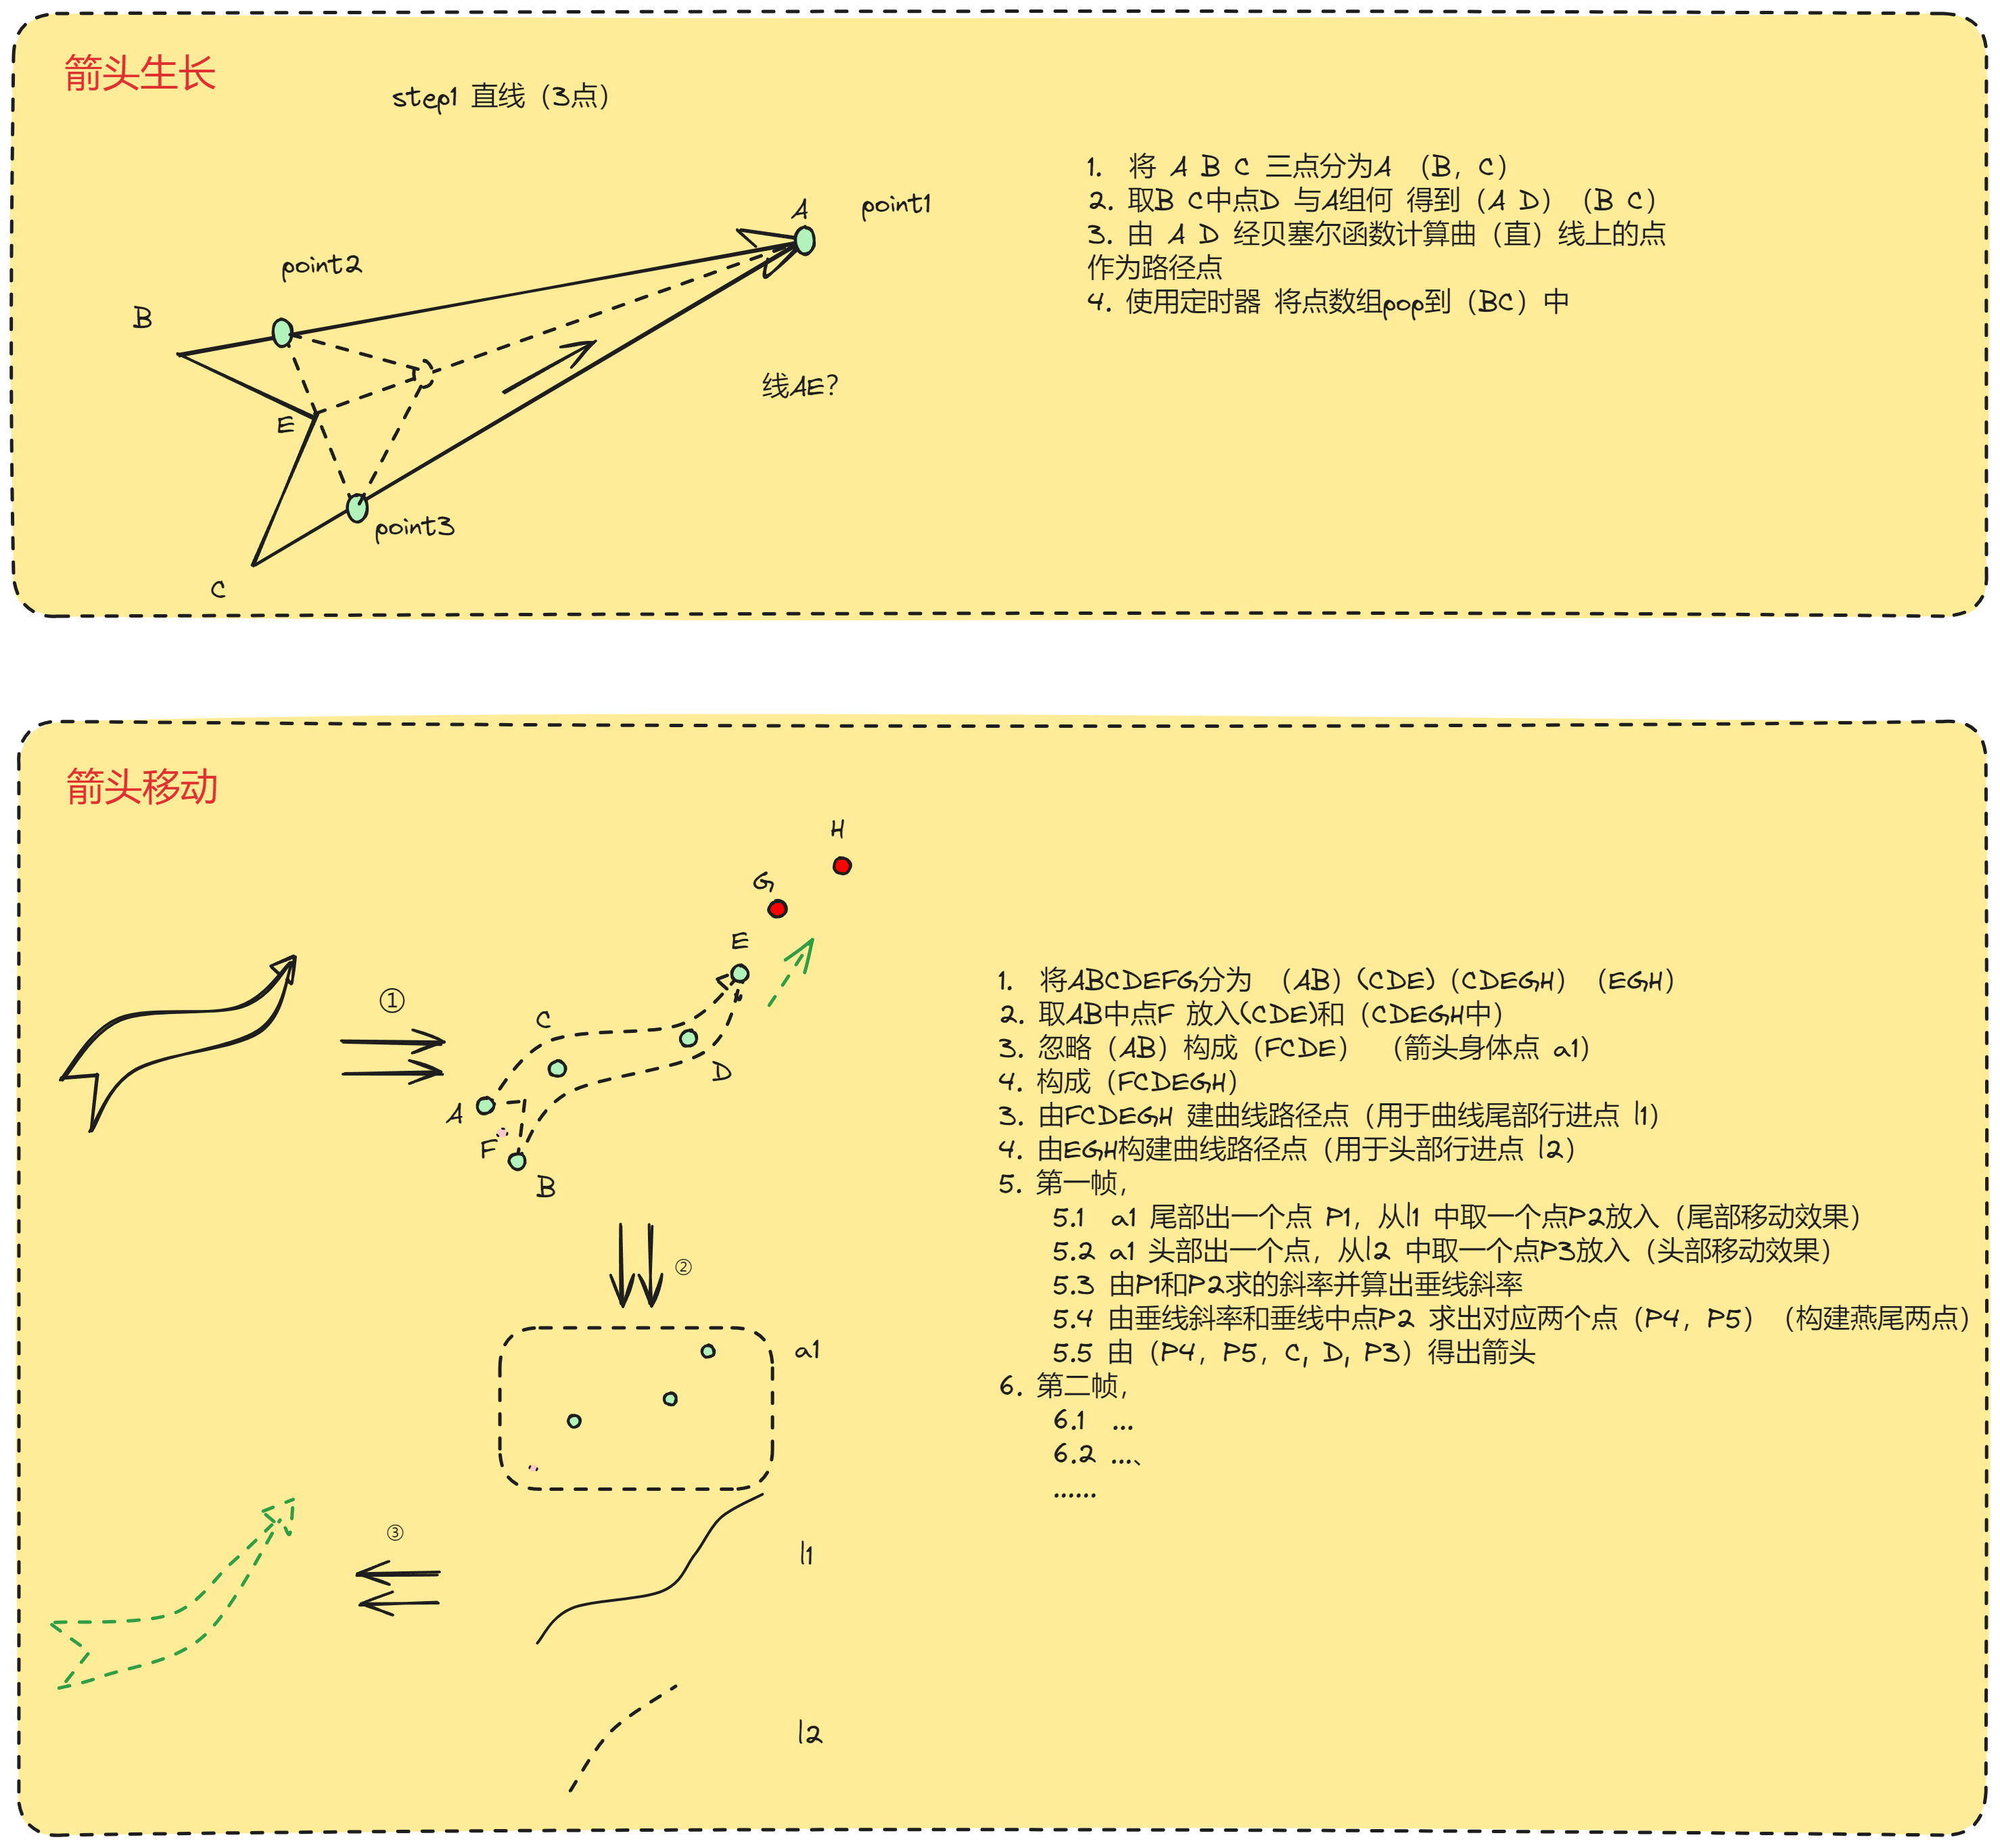 箭头生长
step1 直线（3点）
1. 将 A B C 三点分为A （B，C）
2. 取B C中点D 与A组何 得到（A D）（B C）
3. 由 A D 经贝塞尔函数计算曲（直）线上的点
作为路径点
4. 使用定时器 将点数组pop到（BC）中
A
point1
point2
B
线AE?
E
point3
C
箭头移动
H
G
E
①
C
D
A
F
B
1. 将ABCDEFG分为 （AB）(CDE)（CDEGH）（EGH）
2. 取AB中点F 放入(CDE)和（CDEGH中）
3. 忽略（AB）构成（FCDE） （箭头身体点 a1）
4. 构成（FCDEGH）
3. 由FCDEGH 建曲线路径点（用于曲线尾部行进点 l1）
4. 由EGH构建曲线路径点（用于头部行进点 l2）
5. 第一帧，
5.1 a1 尾部出一个点 P1，从l1 中取一个点P2放入（尾部移动效果）
5.2 a1 头部出一个点，从l2 中取一个点P3放入（头部移动效果）
5.3 由P1和P2求的斜率并算出垂线斜率
5.4 由垂线斜率和垂线中点P2 求出对应两个点（P4，P5）（构建燕尾两点）
5.5 由（P4，P5，C, D, P3）得出箭头
6. 第二帧，
6.1 ...
6.2 ...、
......
②
a1
③
l1
l2